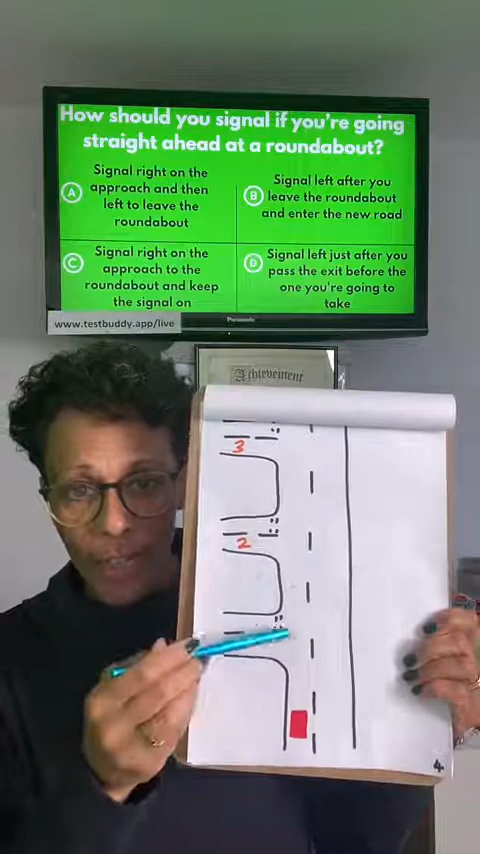 How should you signal if you're going
straight ahead at a roundabout?
A
Signal right on the
approach and then
left to leave the
roundabout
B
Signal left after you
leave the roundabout
and enter the new road
C
Signal right on the
approach to the
roundabout and keep
the signal on
D
Signal left just after you
pass the exit before the
one you're going to
take
www.testbuddy.app/live
Panasonic
Achievement
3
2
4